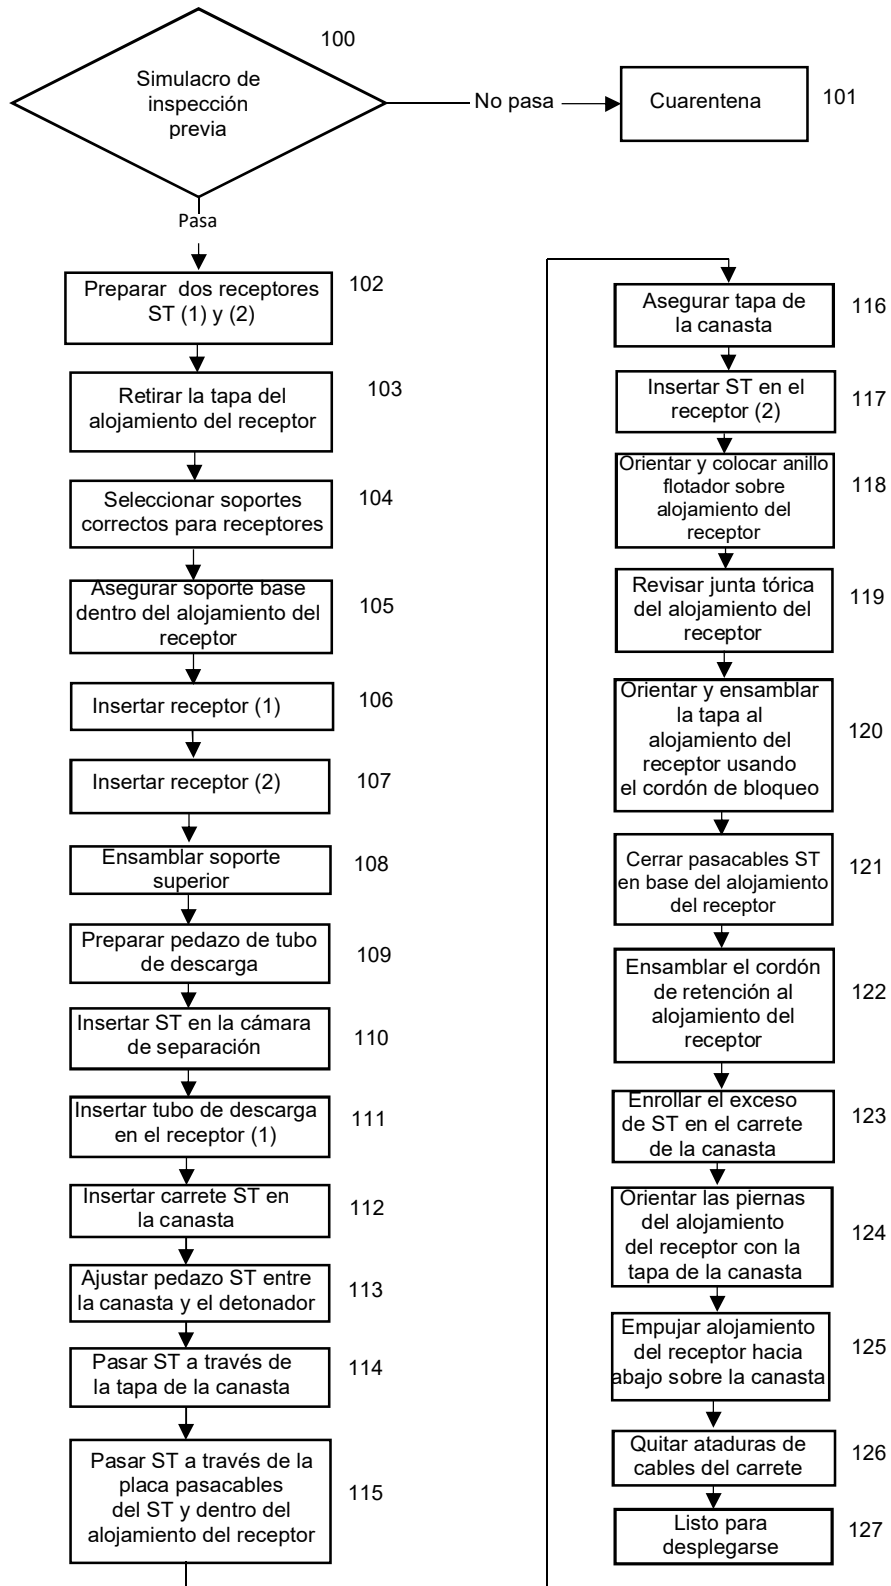 100
Simulacro de
inspección
previa
No pasa
Cuarentena
101
Pasa
Preparar dos receptores
ST (1) y (2)
102
Retirar la tapa del
alojamiento del receptor
103
Seleccionar soportes
correctos para receptores
104
Asegurar soporte base
dentro del alojamiento del
receptor
105
Insertar receptor (1)
106
Insertar receptor (2)
107
Ensamblar soporte
superior
108
Preparar pedazo de tubo
de descarga
109
Insertar ST en la cámara
de separación
110
Insertar tubo de descarga
en el receptor (1)
111
Insertar carrete ST en
la canasta
112
Ajustar pedazo ST entre
la canasta y el detonador
113
Pasar ST a través de
la tapa de la canasta
114
Pasar ST a través de la
placa pasacables
del ST y dentro del
alojamiento del receptor
115
Asegurar tapa de
la canasta
116
Insertar ST en el
receptor (2)
117
Orientar y colocar anillo
flotador sobre
alojamiento del
receptor
118
Revisar junta tórica
del alojamiento del
receptor
119
Orientar y ensamblar
la tapa al
alojamiento del
receptor usando
el cordón de bloqueo
120
Cerrar pasacables ST
en base del alojamiento
del receptor
121
Ensamblar el cordón
de retención al
alojamiento del
receptor
122
Enrollar el exceso
de ST en el carrete
de la canasta
123
Orientar las piernas
del alojamiento
del receptor con la
tapa de la canasta
124
Empujar alojamiento
del receptor hacia
abajo sobre la canasta
125
Quitar ataduras de
cables del carrete
126
Listo para
desplegarse
127